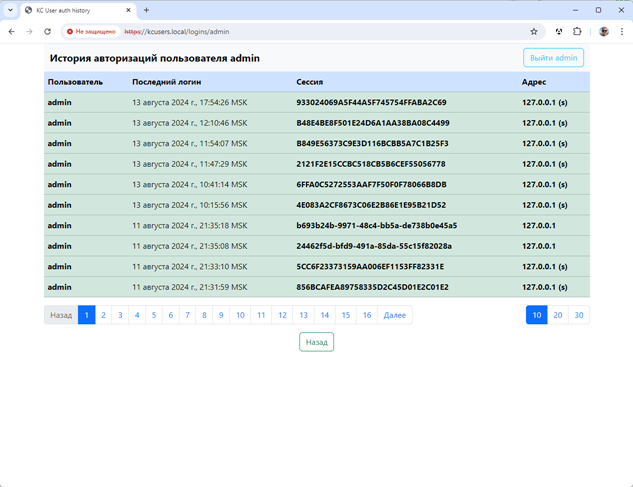 KC User auth history
Не защищено https://kcusers.local/logins/admin
История авторизаций пользователя admin
Выйти admin
Пользователь Последний логин Сессия Адрес
admin 13 августа 2024 г., 17:54:26 MSK 933024069A5F44A5F745754FFABA2C69 127.0.0.1 (s)
admin 13 августа 2024 г., 12:10:46 MSK B48E4BE8F501E24D6A1AA38BA08C4499 127.0.0.1 (s)
admin 13 августа 2024 г., 11:54:07 MSK B849E56373C9E3D116BCBB5A7C1B25F3 127.0.0.1 (s)
admin 13 августа 2024 г., 11:47:29 MSK 2121F2E15CCBC518CB5B6CEF55056778 127.0.0.1 (s)
admin 13 августа 2024 г., 10:41:14 MSK 6FFA0C5272553AAF7F50F0F78066B8DB 127.0.0.1 (s)
admin 13 августа 2024 г., 10:15:56 MSK 4E083A2CF8673C06E2B86E1E95B21D52 127.0.0.1 (s)
admin 11 августа 2024 г., 21:35:18 MSK b693b24b-9971-48c4-bb5a-de738b0e45a5 127.0.0.1
admin 11 августа 2024 г., 21:35:08 MSK 24462f5d-bfd9-491a-85da-55c15f82028a 127.0.0.1
admin 11 августа 2024 г., 21:33:10 MSK 5CC6F23373159AA006EF1153FF82331E 127.0.0.1 (s)
admin 11 августа 2024 г., 21:31:59 MSK 856BCAFEA89758335D2C45D01E2C01E2 127.0.0.1 (s)
Назад 1 2 3 4 5 6 7 8 9 10 11 12 13 14 15 16 Далее 10 20 30
Назад